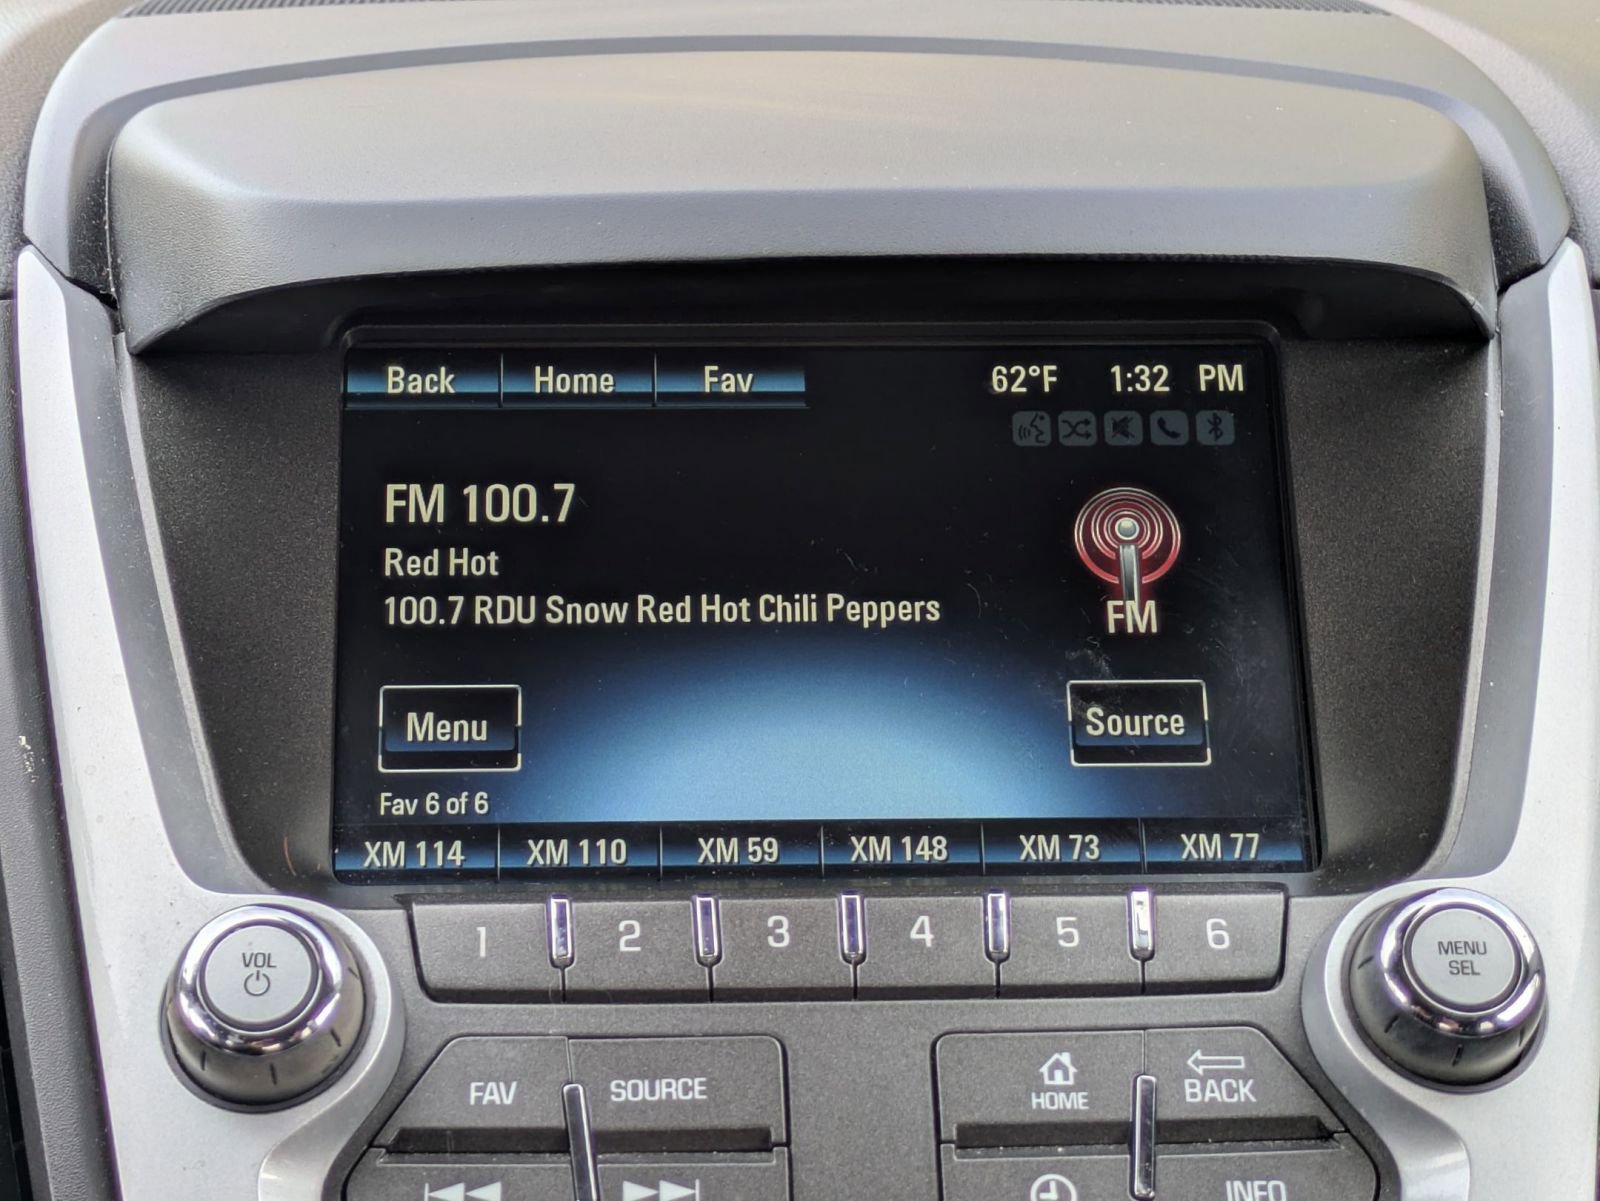 Back Home Fav 62°F 1:32 PM
FM 100.7
Red Hot
100.7 RDU Snow Red Hot Chili Peppers
FM
Menu Source
Fav 6 of 6
XM 114 XM 110 XM 59 XM 148 XM 73 XM 77
1 2 3 4 5 6
VOL
MENU
SEL
FAV SOURCE HOME BACK
INFO